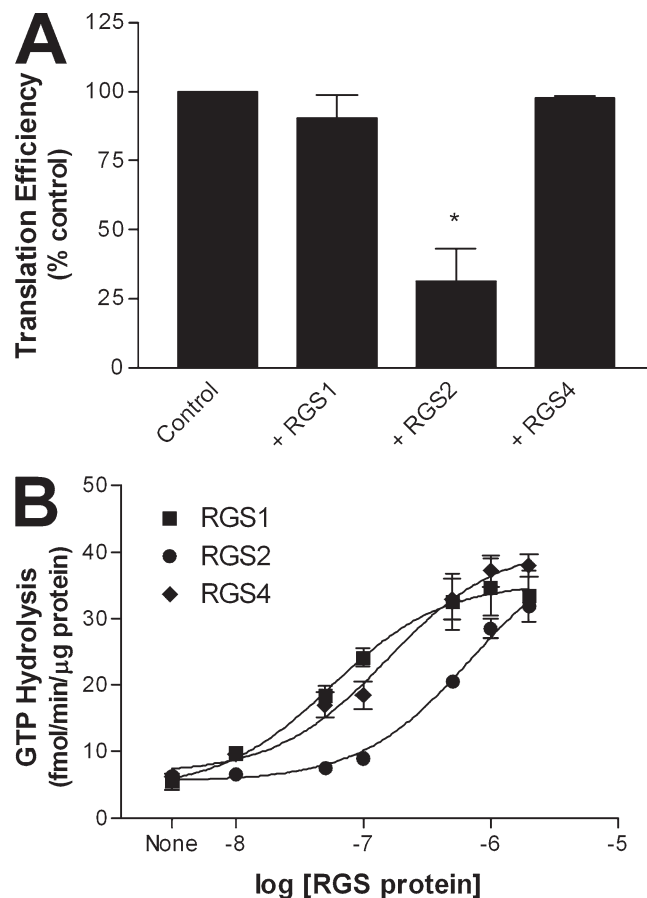 A
Translation Efficiency
(% control)
125
100
75
50
25
0
*
Control
+ RGS1
+ RGS2
+ RGS4
B
GTP Hydrolysis
(fmol/min/µg protein)
50
40
30
20
10
0
RGS1
RGS2
RGS4
None -8 -7 -6 -5
log [RGS protein]